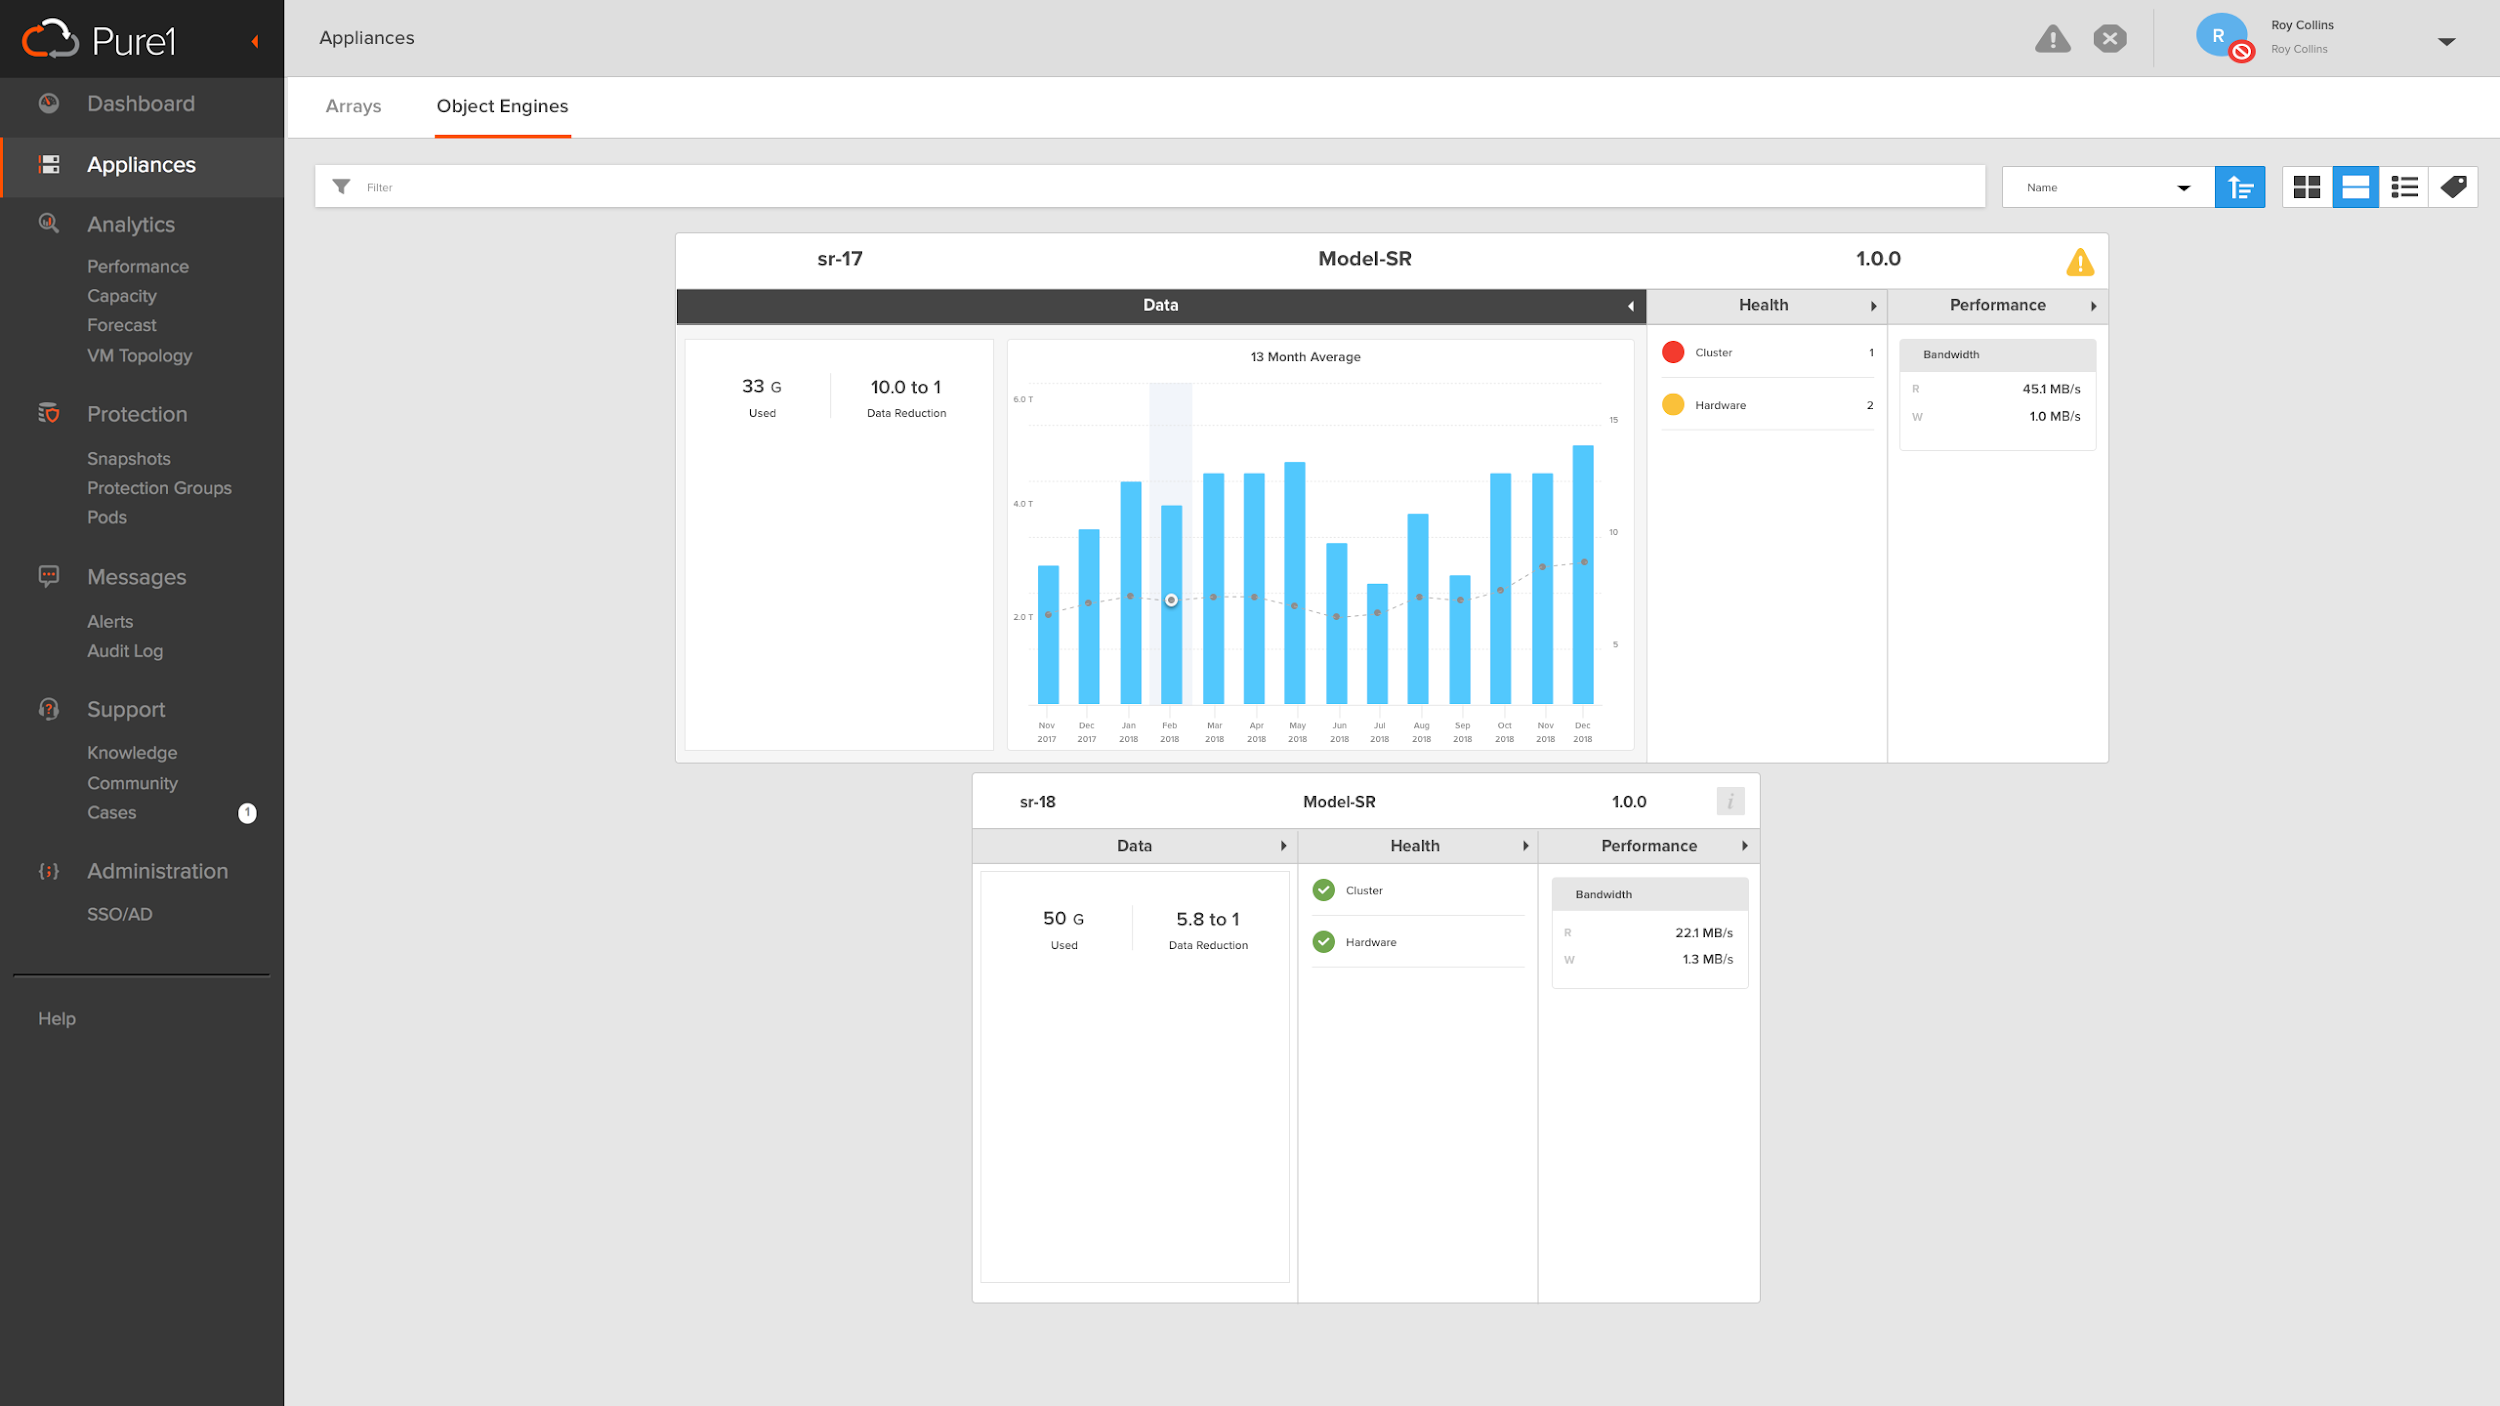 Pure1
Appliances
R
Roy Collins
Roy Collins
Dashboard
Appliances
Analytics
Performance
Capacity
Forecast
VM Topology
Protection
Snapshots
Protection Groups
Pods
Messages
Alerts
Audit Log
Support
Knowledge
Community
Cases 1
Administration
SSO/AD
Help
Arrays Object Engines
Filter
Name
sr-17 Model-SR 1.0.0
Data Health Performance
33 G
Used
10.0 to 1
Data Reduction
13 Month Average
6.0 T
4.0 T
2.0 T
15
10
5
Nov Dec Jan Feb Mar Apr May Jun Jul Aug Sep Oct Nov Dec
2017 2017 2018 2018 2018 2018 2018 2018 2018 2018 2018 2018 2018 2018
Cluster 1
Hardware 2
Bandwidth
R 45.1 MB/s
W 1.0 MB/s
sr-18 Model-SR 1.0.0 i
Data Health Performance
50 G
Used
5.8 to 1
Data Reduction
Cluster
Hardware
Bandwidth
R 22.1 MB/s
W 1.3 MB/s